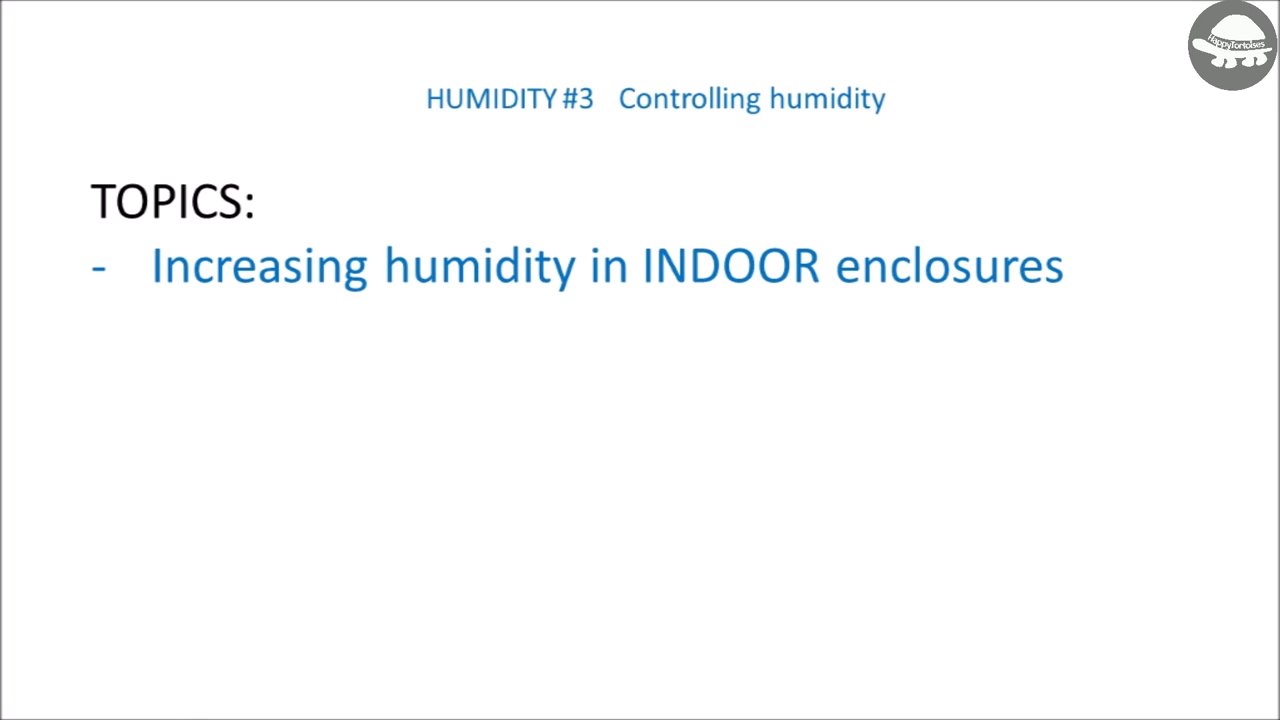 HappyTortoises
HUMIDITY #3 Controlling humidity
TOPICS:
- Increasing humidity in INDOOR enclosures